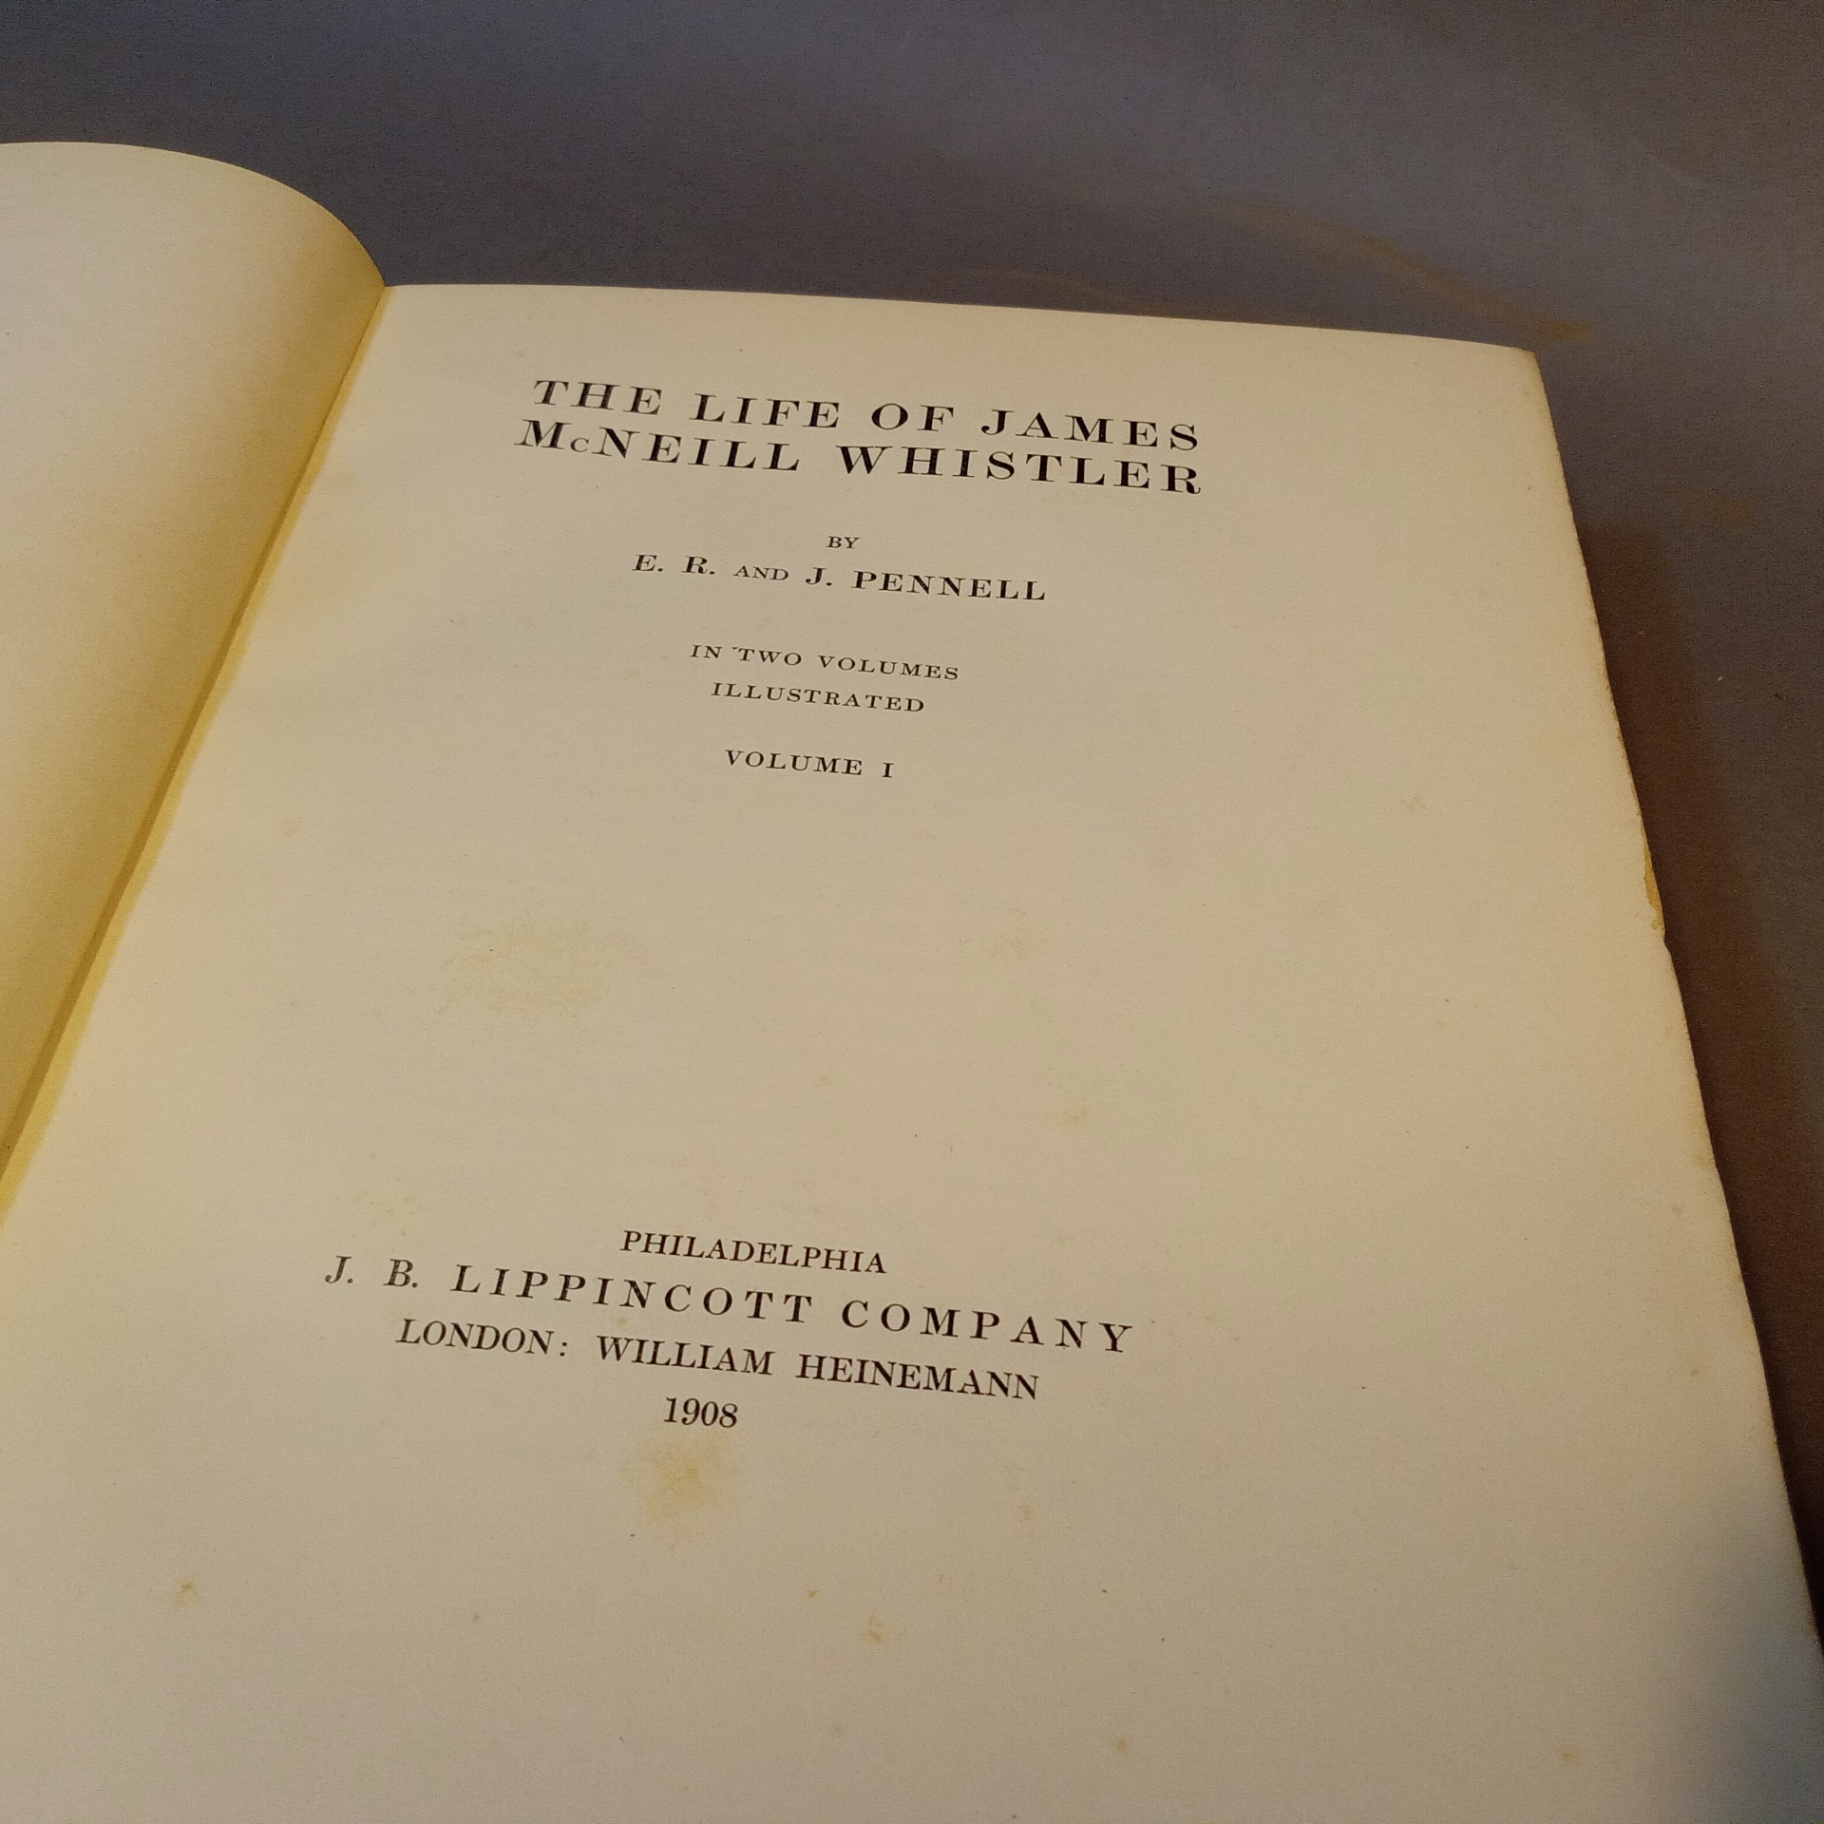 THE LIFE OF JAMES
McNEILL WHISTLER
BY
E. R. AND J. PENNELL
IN TWO VOLUMES
ILLUSTRATED
VOLUME I
PHILADELPHIA
J. B. LIPPINCOTT COMPANY
LONDON: WILLIAM HEINEMANN
1908